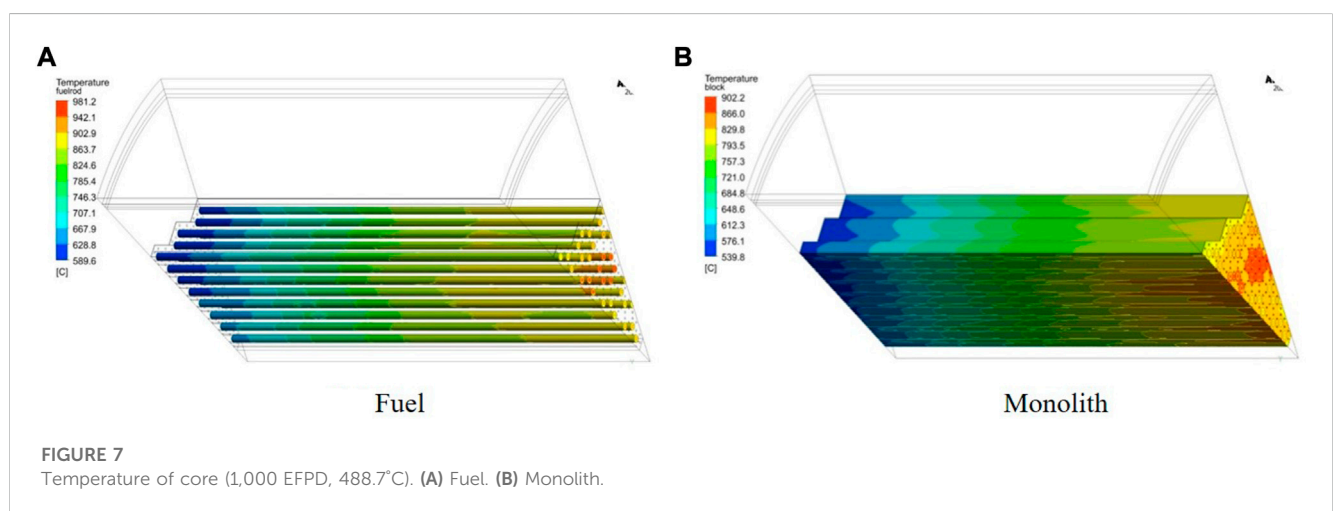 A
Temperature
fuelrod
981.2
942.1
902.9
863.7
824.6
785.4
746.3
707.1
667.9
628.8
589.6
[C]
Fuel
B
Temperature
block
902.2
866.0
829.8
793.5
757.3
721.0
684.8
648.6
612.3
576.1
539.8
[C]
Monolith
FIGURE 7
Temperature of core (1,000 EFPD, 488.7°C). (A) Fuel. (B) Monolith.